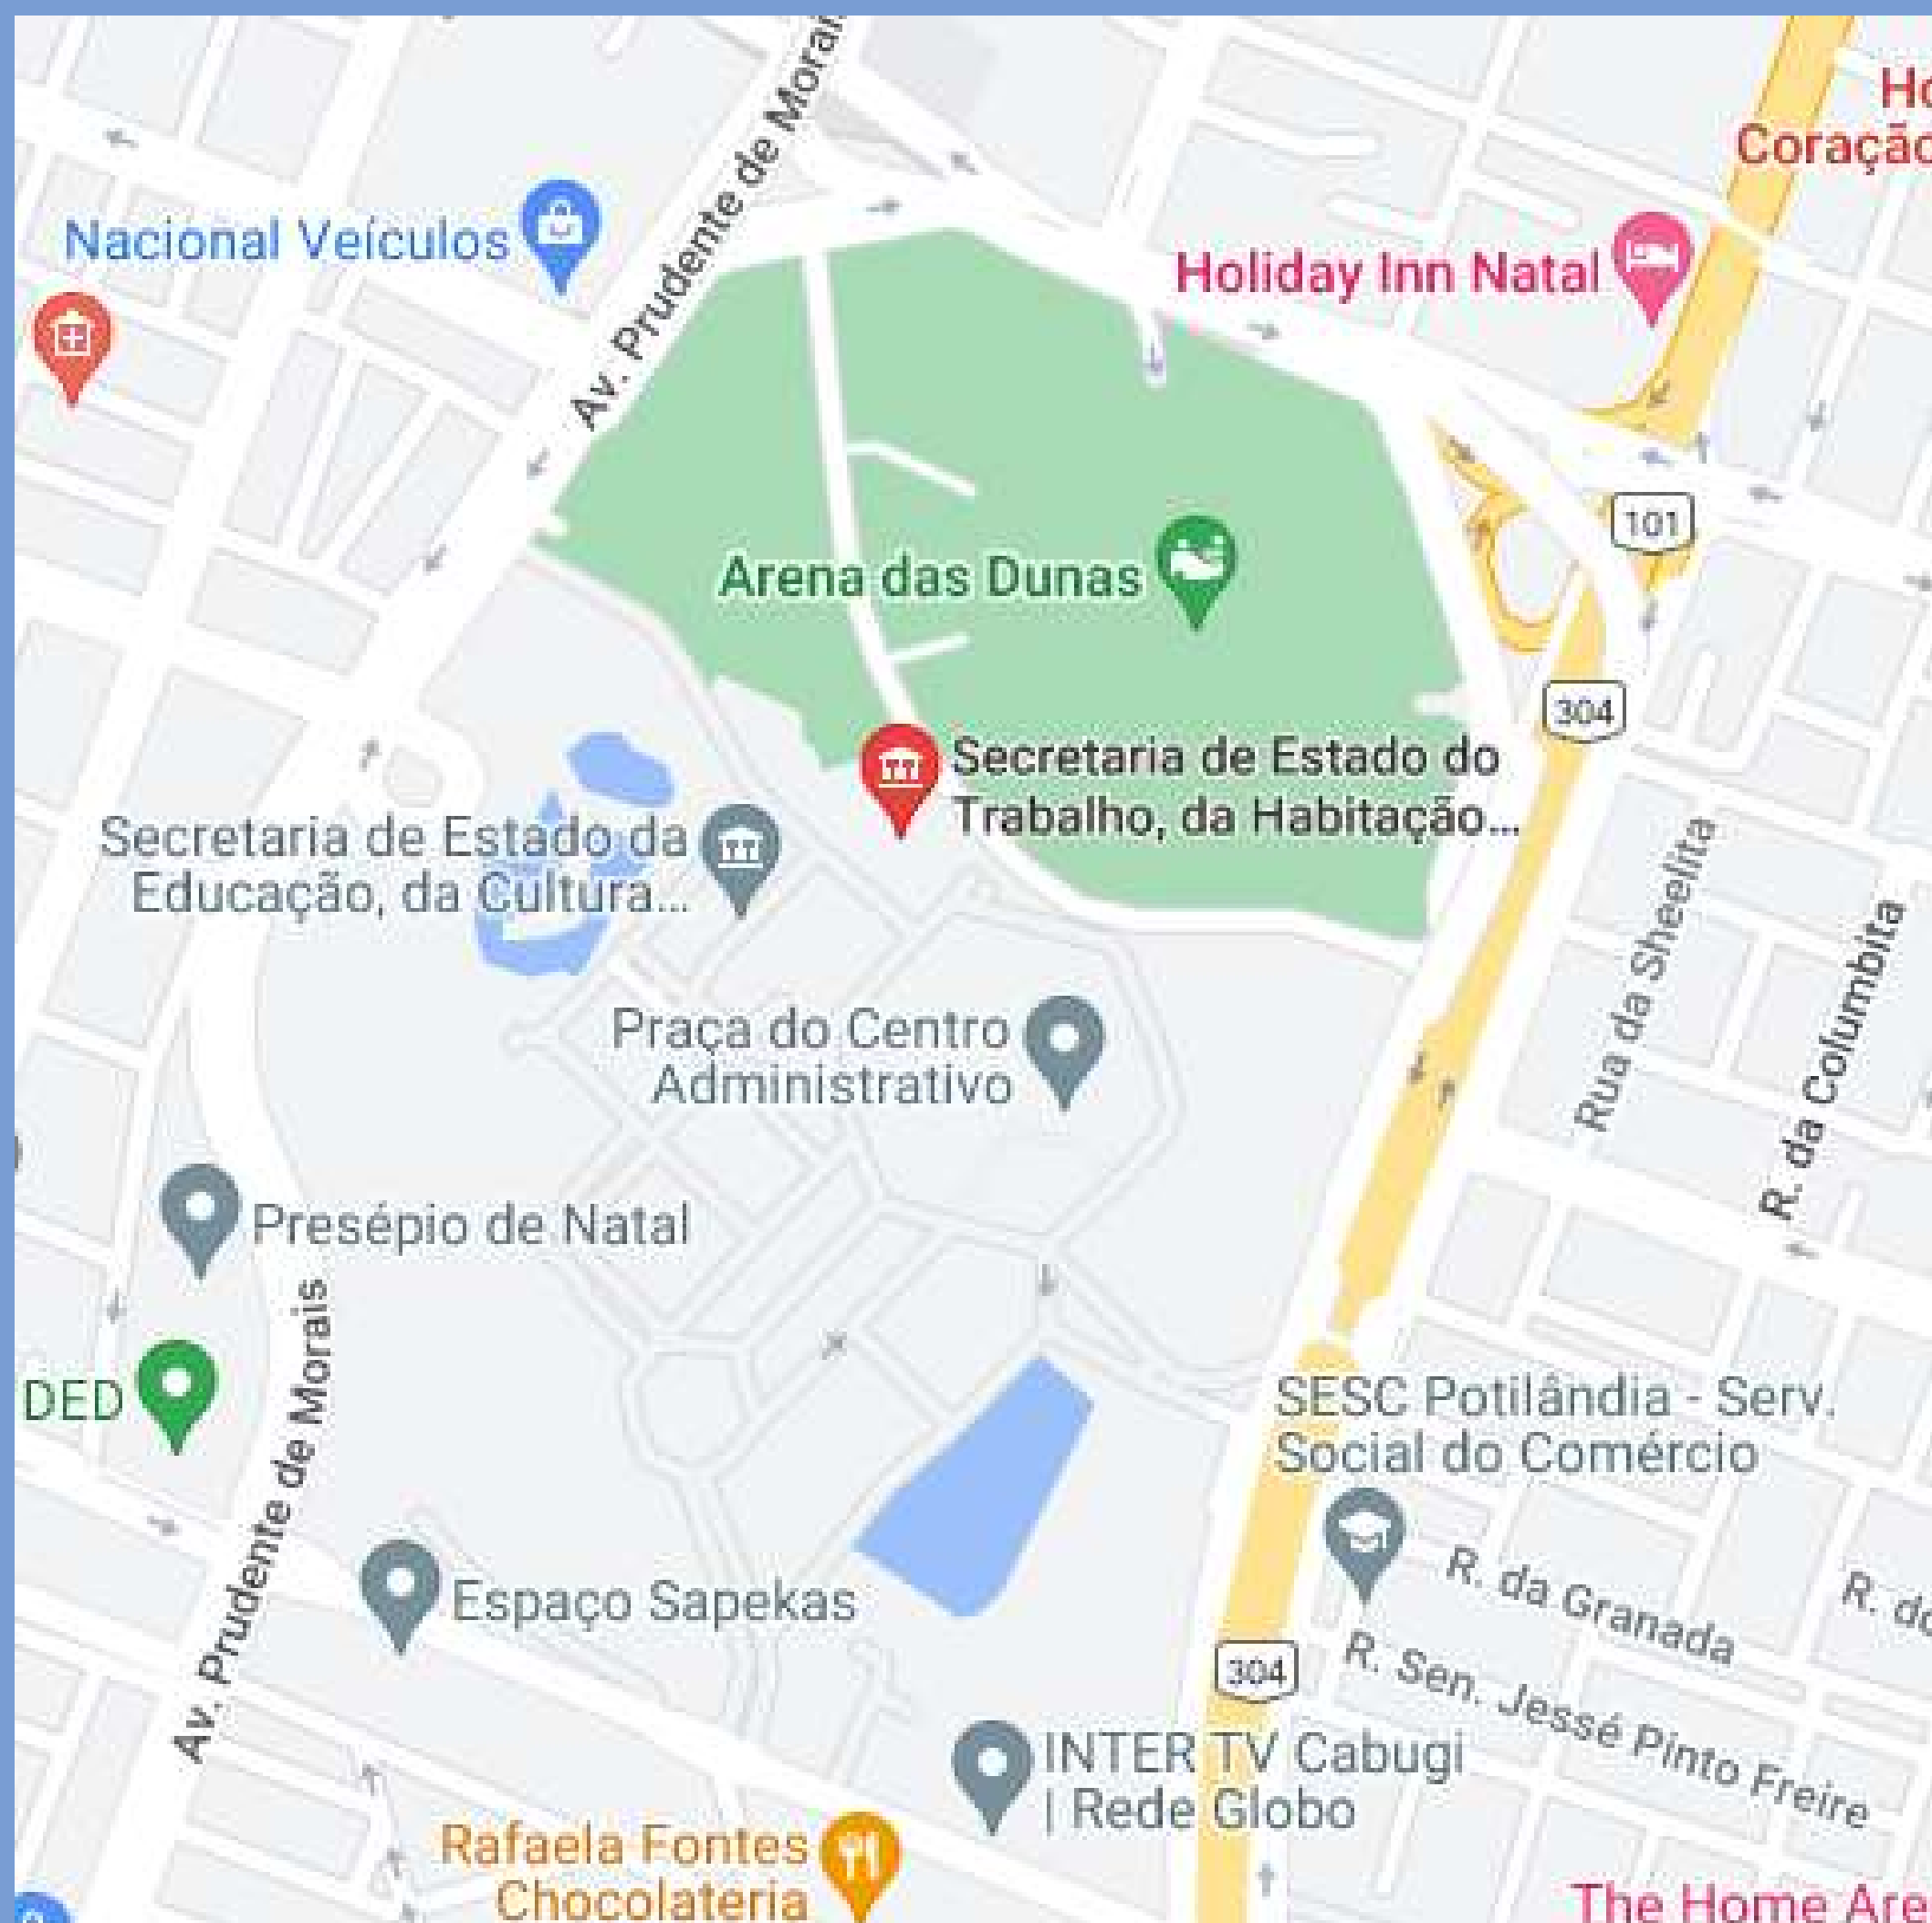 Av. Prudente de Morais
Coração
Nacional Veículos
Holiday Inn Natal
101
Arena das Dunas
304
Secretaria de Estado do
Trabalho, da Habitação...
Secretaria de Estado da
Educação, da Cultura...
Rua da Sheelita
R. da Columbita
Praça do Centro
Administrativo
Presépio de Natal
Av. Prudente de Morais
DED
SESC Potilândia - Serv.
Social do Comércio
R. da Granada
Espaço Sapekas
304
R. Sen. Jessé Pinto Freire
INTER TV Cabugi
| Rede Globo
Rafaela Fontes
Chocolateria
The Home